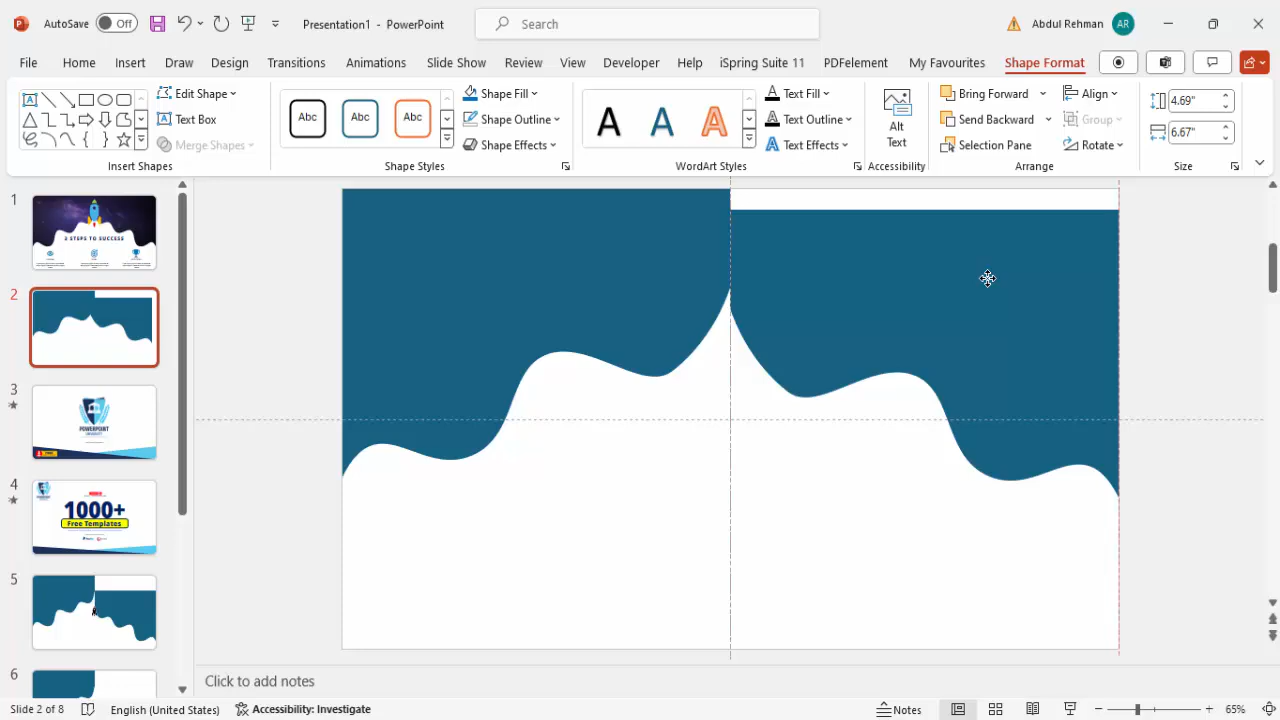 AutoSave Off Presentation1 - PowerPoint Search Abdul Rehman AR
File Home Insert Draw Design Transitions Animations Slide Show Review View Developer Help iSpring Suite 11 PDFelement My Favourites Shape Format
Edit Shape
Text Box
Merge Shapes
Insert Shapes
Abc Abc Abc
Shape Fill
Shape Outline
Shape Effects
Shape Styles
A A A
Text Fill
Text Outline
Text Effects
WordArt Styles
Alt
Text
Accessibility
Bring Forward
Send Backward
Selection Pane
Align
Group
Rotate
Arrange
4.69"
6.67"
Size
1
3 STEPS TO SUCCESS
2
3
POWERPOINT
UNIVERSITY
4
1000+
Free Templates
5
6
Click to add notes
Slide 2 of 8 English (United States) Accessibility: Investigate Notes 65%